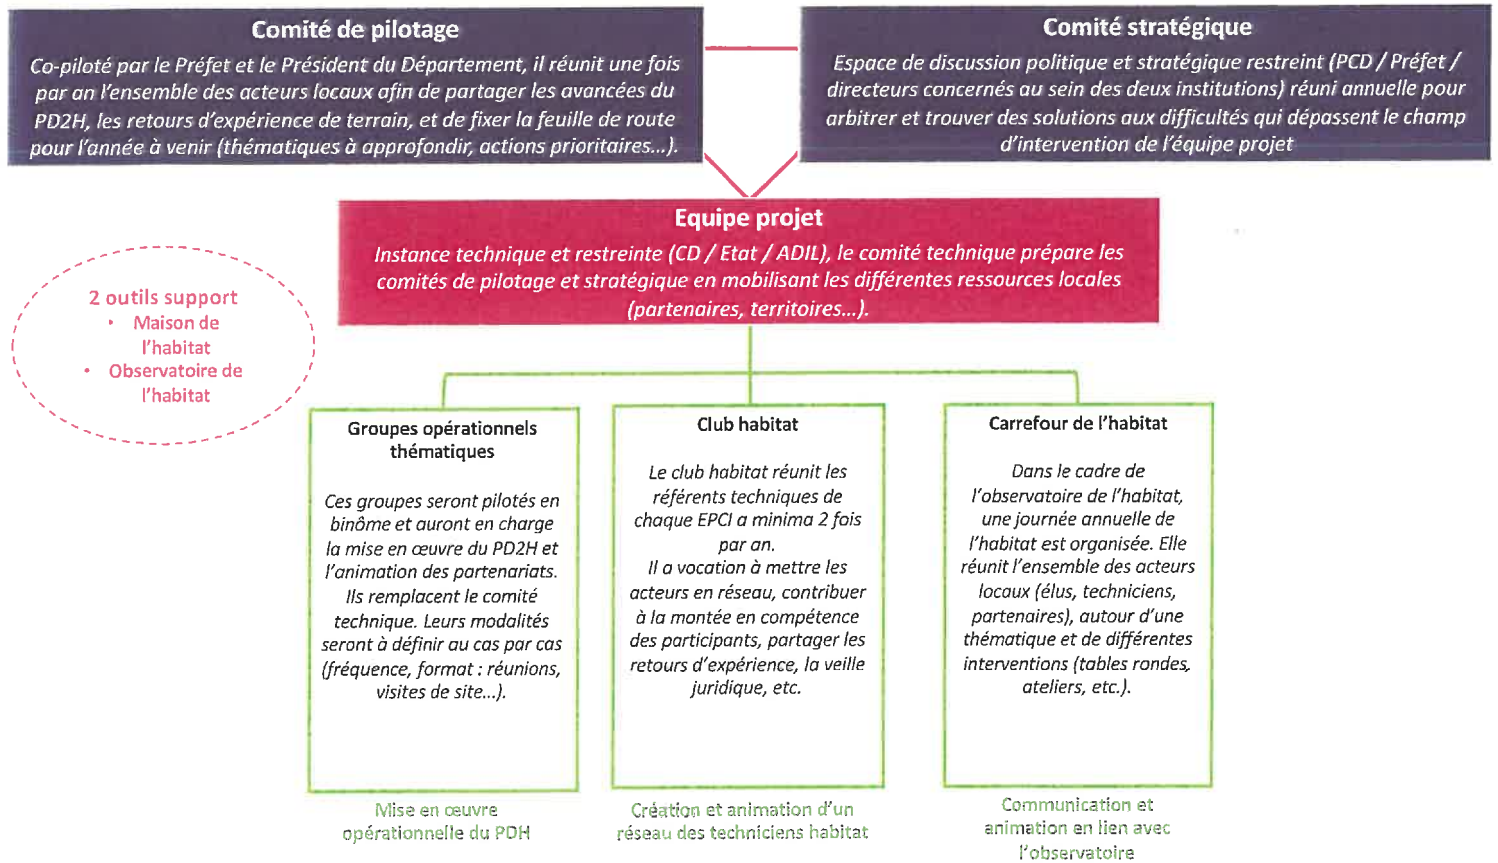 Comité de pilotage
Co-piloté par le Préfet et le Président du Département, il réunit une fois
par an l'ensemble des acteurs locaux afin de partager les avancées du
PD2H, les retours d'expérience de terrain, et de fixer la feuille de route
pour l'année à venir (thématiques à approfondir, actions prioritaires...).
Comité stratégique
Espace de discussion politique et stratégique restreint (PCD / Préfet /
directeurs concernés au sein des deux institutions) réuni annuelle pour
arbitrer et trouver des solutions aux difficultés qui dépassent le champ
d'intervention de l'équipe projet
Equipe projet
Instance technique et restreinte (CD / Etat / ADIL), le comité technique prépare les
comités de pilotage et stratégique en mobilisant les différentes ressources locales
(partenaires, territoires...).
2 outils support
• Maison de
l'habitat
• Observatoire de
l'habitat
Groupes opérationnels
thématiques
Ces groupes seront pilotés en
binôme et auront en charge
la mise en œuvre du PD2H et
l'animation des partenariats.
Ils remplacent le comité
technique. Leurs modalités
seront à définir au cas par cas
(fréquence, format : réunions,
visites de site...).
Mise en œuvre
opérationnelle du PDH
Club habitat
Le club habitat réunit les
référents techniques de
chaque EPCI a minima 2 fois
par an.
Il a vocation à mettre les
acteurs en réseau, contribuer
à la montée en compétence
des participants, partager les
retours d'expérience, la veille
juridique, etc.
Création et animation d'un
réseau des techniciens habitat
Carrefour de l'habitat
Dans le cadre de
l'observatoire de l'habitat,
une journée annuelle de
l'habitat est organisée. Elle
réunit l'ensemble des acteurs
locaux (élus, techniciens,
partenaires), autour d'une
thématique et de différentes
interventions (tables rondes,
ateliers, etc.).
Communication et
animation en lien avec
l'observatoire